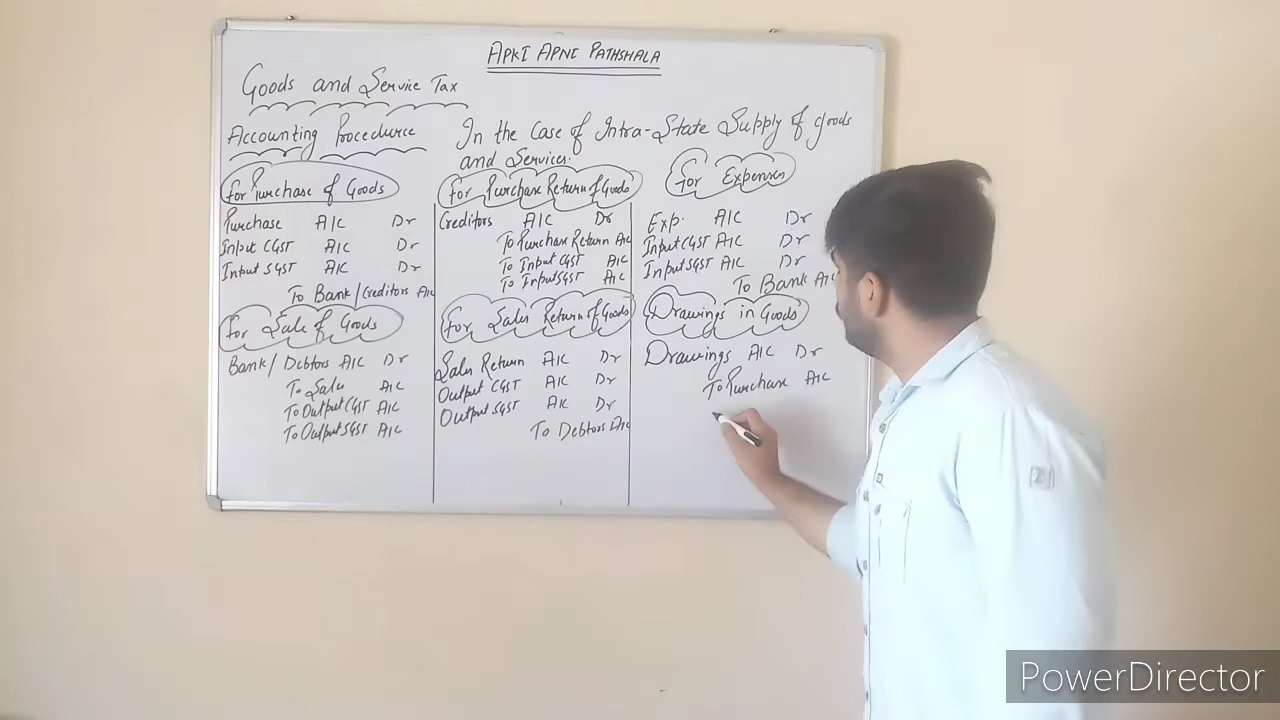 APKI APNI PATHSHALA
Goods and Service Tax
Accounting Procedurce
In the Case of Intra-State Supply of goods
and Services.
For Purchase of Goods
Purchase A/C Dr
Input CGST A/C Dr
Input SGST A/C Dr
To Bank/Creditors A/C
For Sale of Goods
Bank/Debtors A/C Dr
To Sales A/C
To Output CGST A/C
To Output SGST A/C
For Purchase Return of Goods
Creditors A/C Dr
To Purchase Return A/C
To Input CGST A/C
To Input SGST A/C
For Sales Return of Goods
Sales Return A/C Dr
Output CGST A/C Dr
Output SGST A/C Dr
To Debtors A/C
For Expenses
Exp. A/C Dr
Input CGST A/C Dr
Input SGST A/C Dr
To Bank A/C
Drawings in Goods
Drawings A/C Dr
To Purchase A/C
PowerDirector